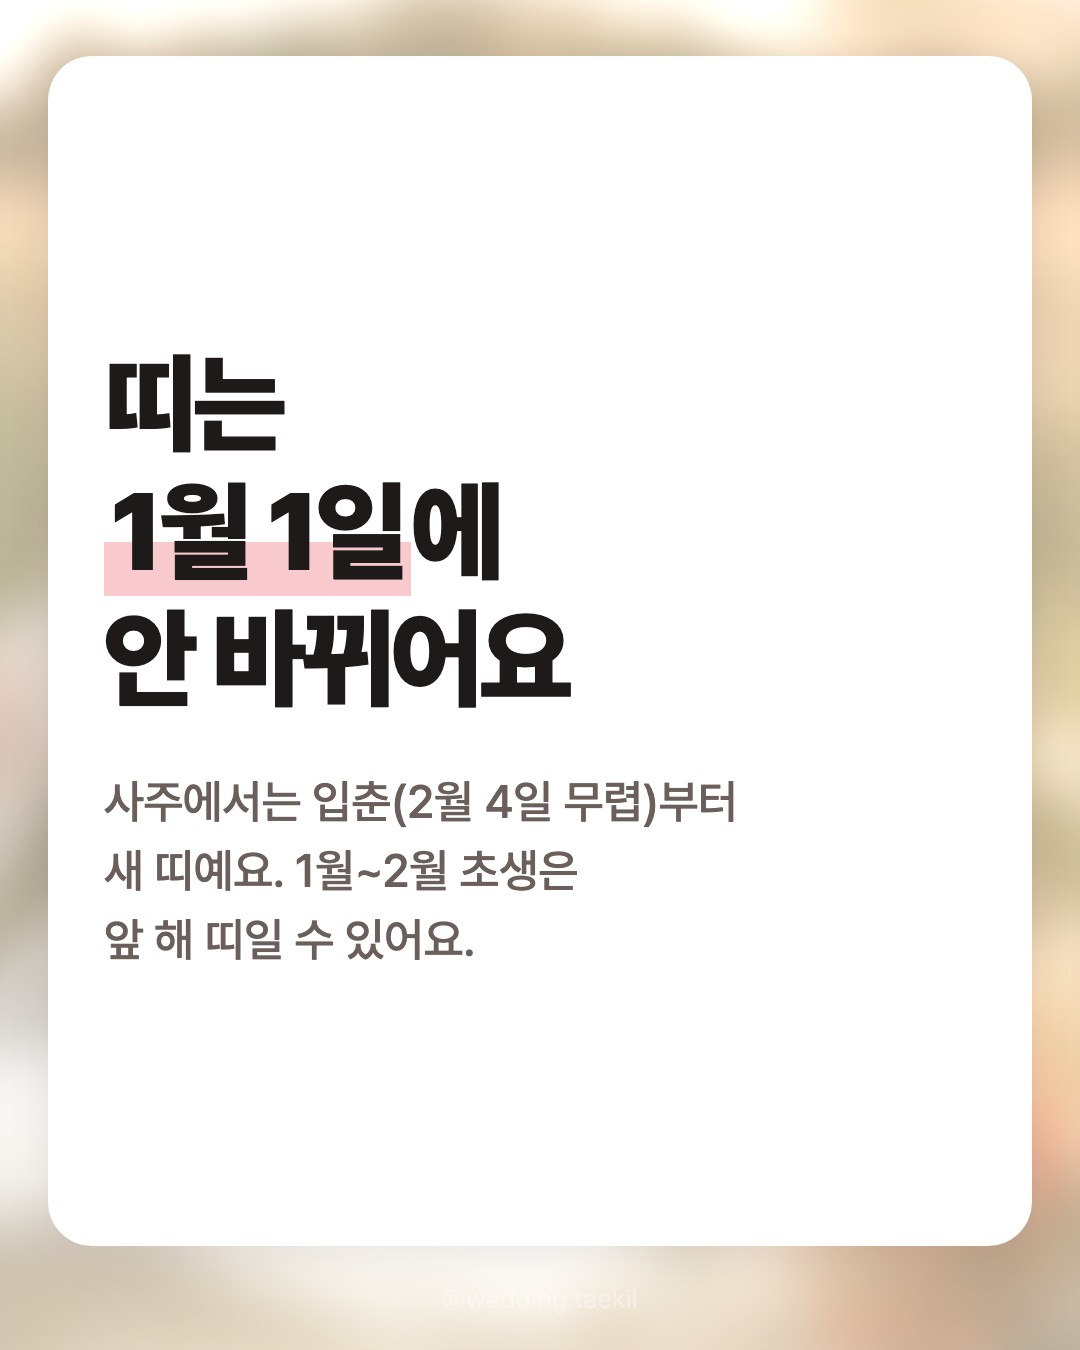 띠는
1월 1일에
안 바뀌어요
사주에서는 입춘(2월 4일 무렵)부터
새 띠예요. 1월~2월 초생은
앞 해 띠일 수 있어요.
@wedding.taekil